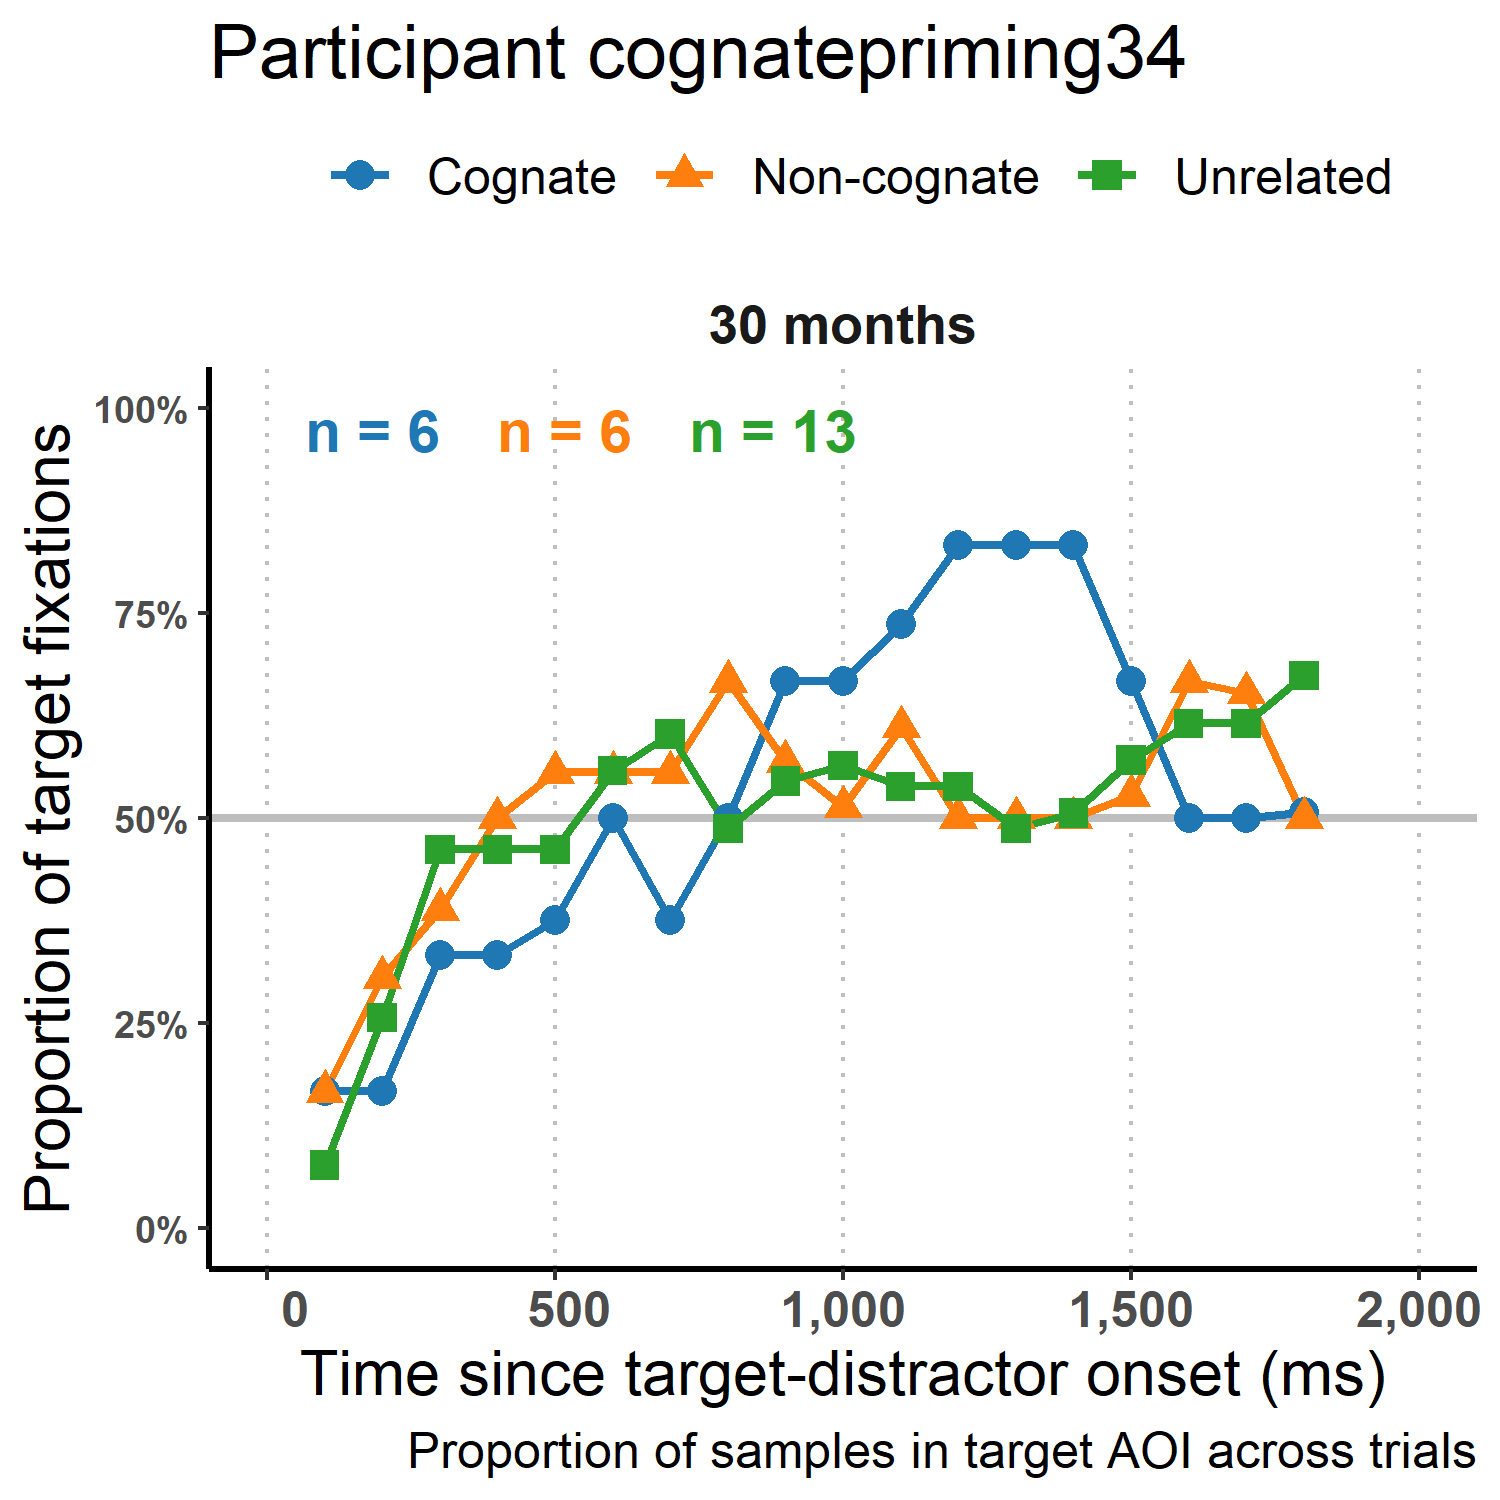 Participant cognatepriming34
Cognate Non-cognate Unrelated
30 months
n = 6 n = 6 n = 13
100%
75%
50%
25%
0%
Proportion of target fixations
0 500 1,000 1,500 2,000
Time since target-distractor onset (ms)
Proportion of samples in target AOI across trials